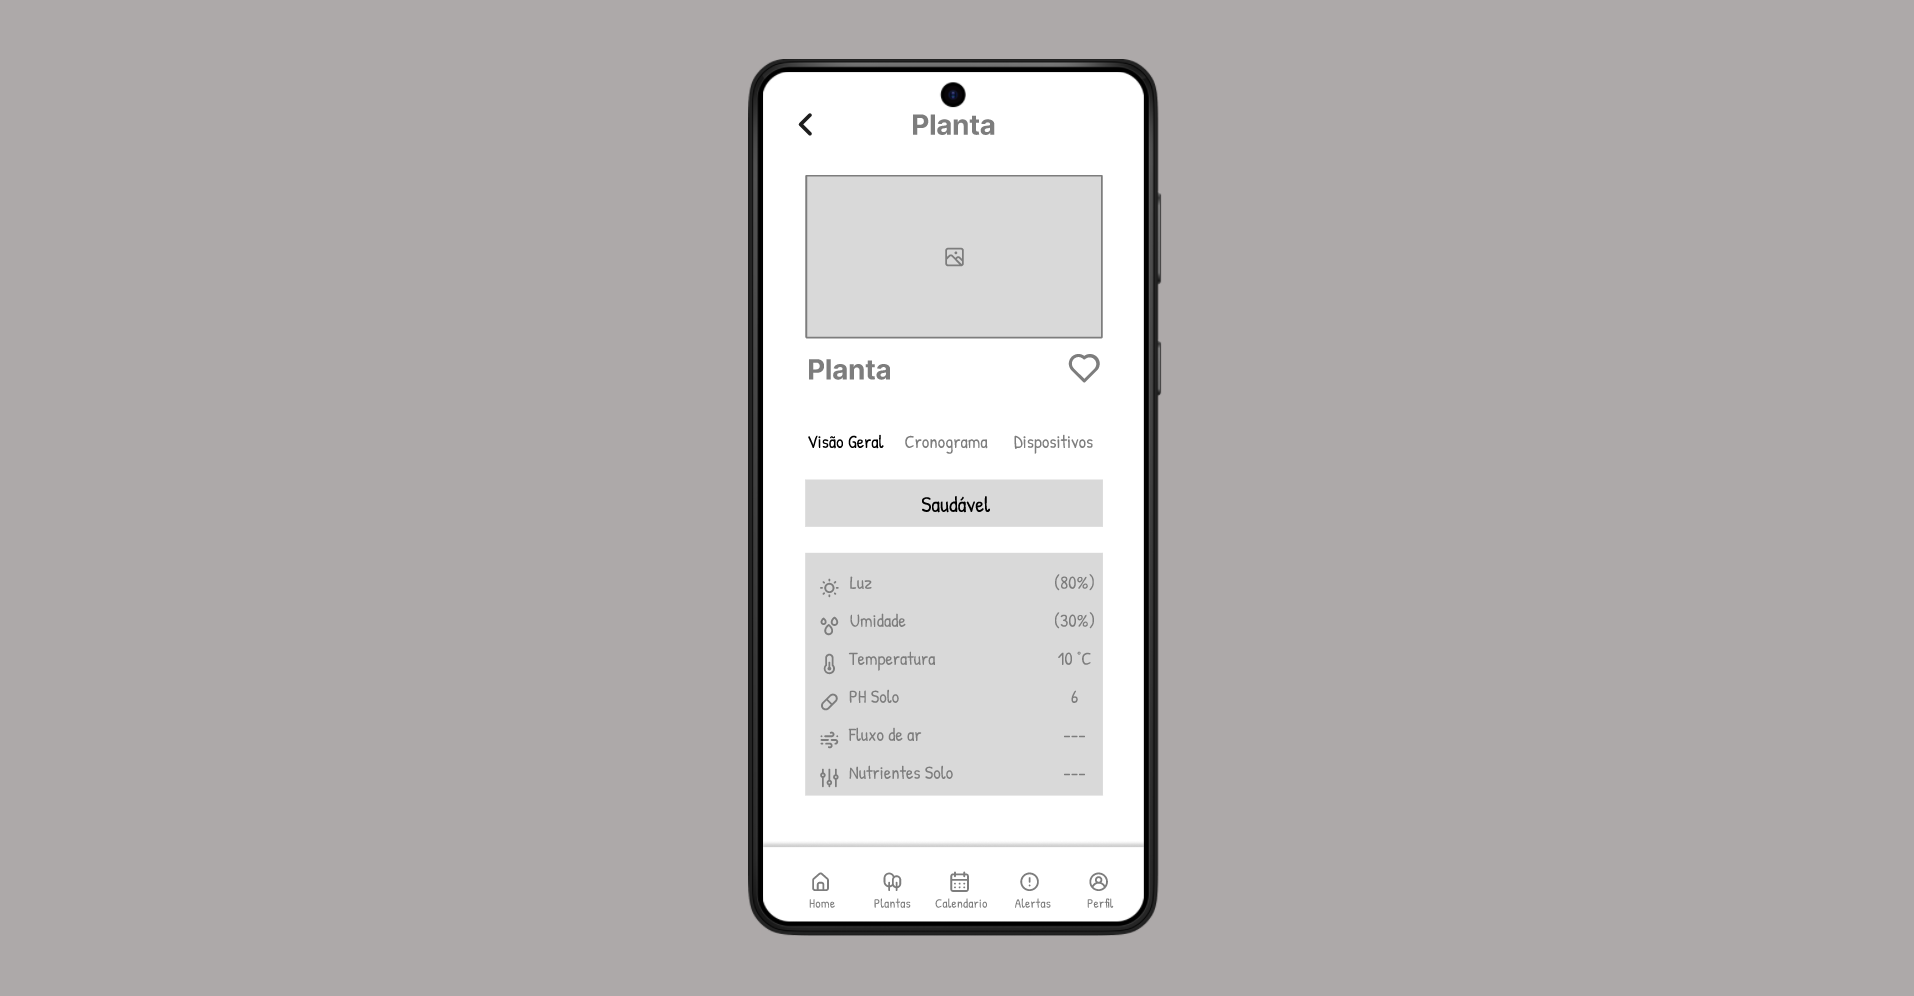 Planta
Planta
Visão Geral Cronograma Dispositivos
Saudável
Luz (80%)
Umidade (30%)
Temperatura 10 °C
PH Solo 6
Fluxo de ar ---
Nutrientes Solo ---
Home Plantas Calendario Alertas Perfil